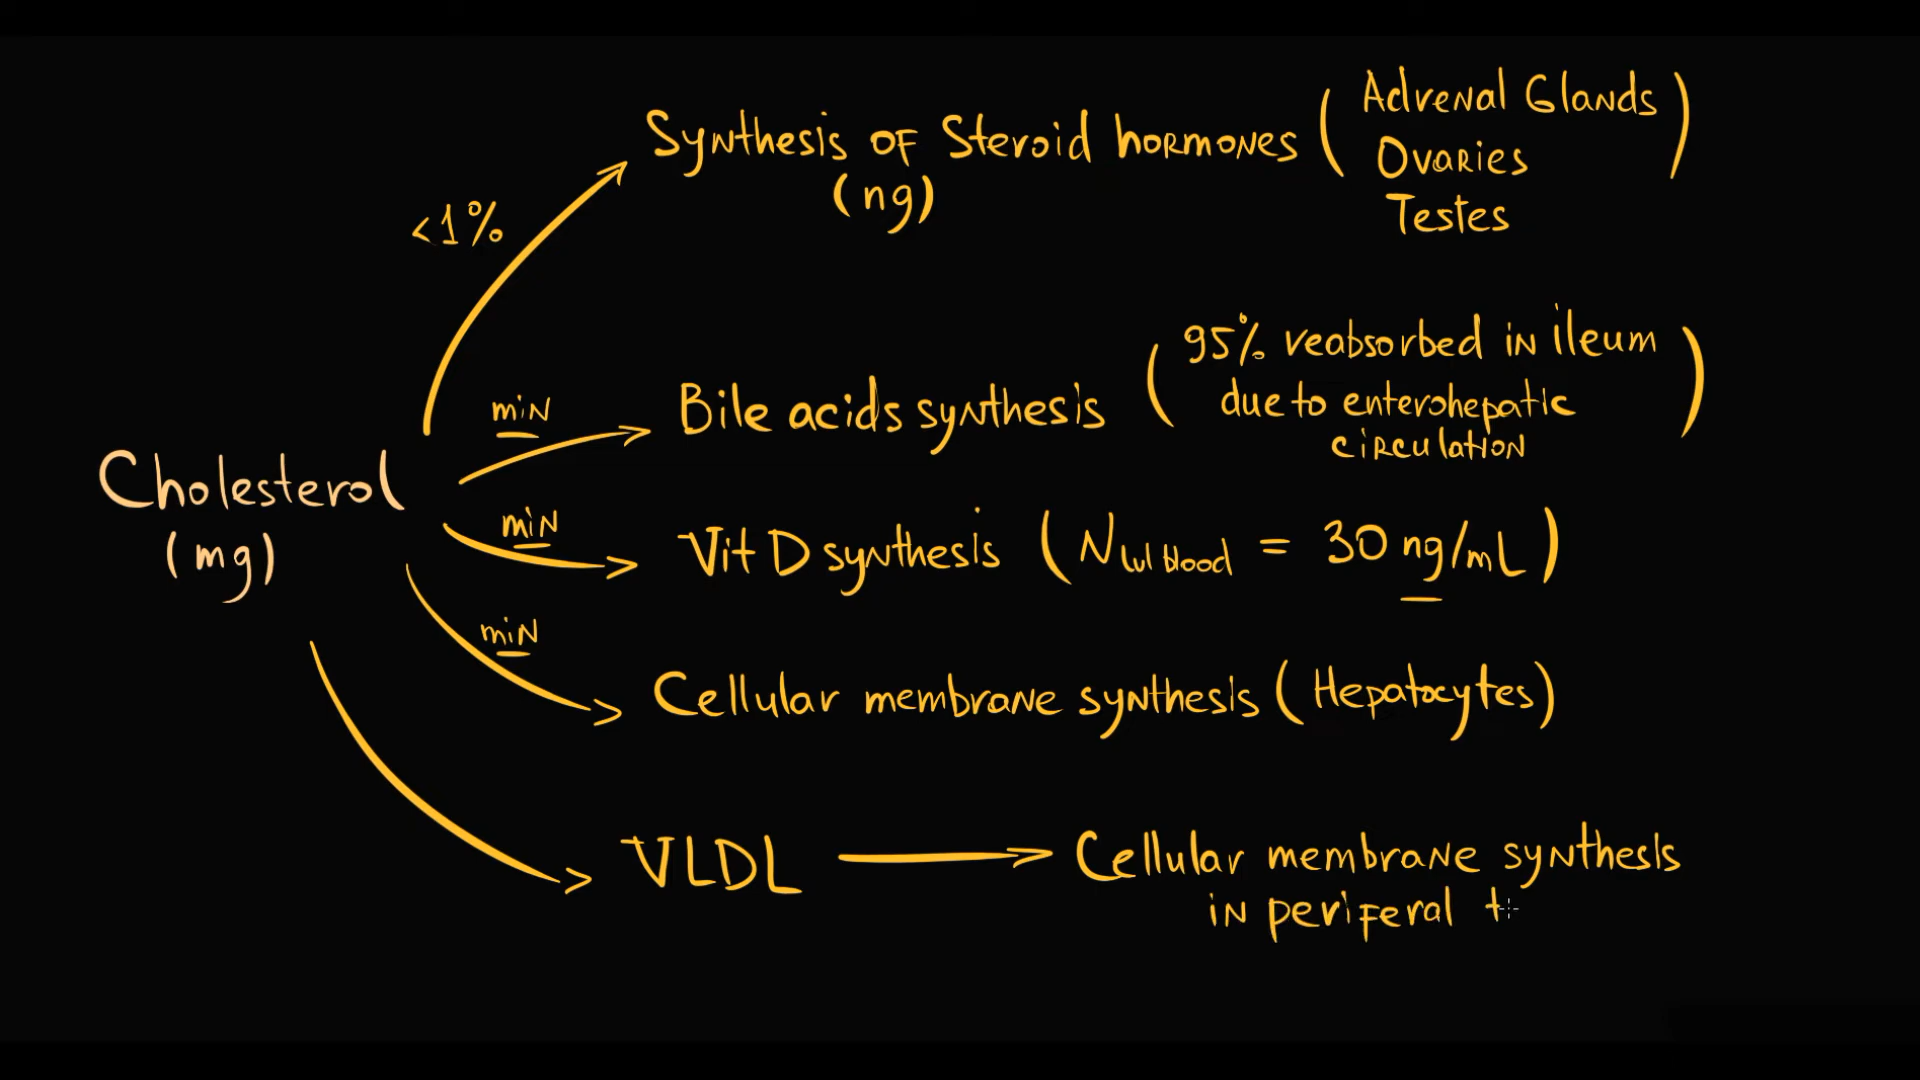 <1%
Synthesis of Steroid hormones
(ng)
( Adrenal Glands
Ovaries
Testes )
min
Bile acids synthesis
( 95% reabsorbed in ileum
due to enterohepatic
circulation )
Cholesterol
(mg)
min
Vit D synthesis ( N lvl blood = 30 ng/mL )
min
Cellular membrane synthesis (Hepatocytes)
VLDL
Cellular membrane synthesis
in periferal t